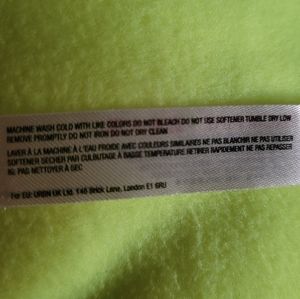 MACHINE WASH COLD WITH LIKE COLORS DO NOT BLEACH DO NOT USE SOFTENER TUMBLE DRY LOW
REMOVE PROMPTLY DO NOT IRON DO NOT DRY CLEAN
LAVER À LA MACHINE À L'EAU FROIDE AVEC COULEURS SIMILAIRES NE PAS BLANCHIR NE PAS UTILISER
SOFTENER SÉCHER PAR CULBUTAGE À BASSE TEMPERATURE RETIRER RAPIDEMENT NE PAS REPASSER
NE PAS NETTOYER À SEC
For EU: URBN UK Ltd. 146 Brick Lane, London E1 6RU